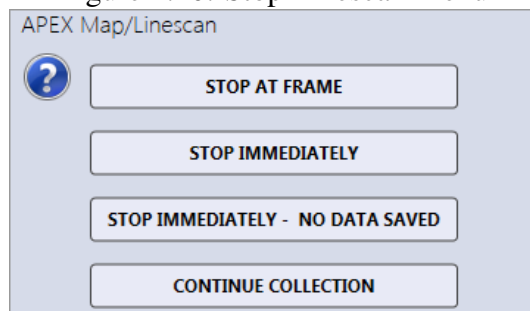 APEX Map/Linescan
STOP AT FRAME
STOP IMMEDIATELY
STOP IMMEDIATELY - NO DATA SAVED
CONTINUE COLLECTION